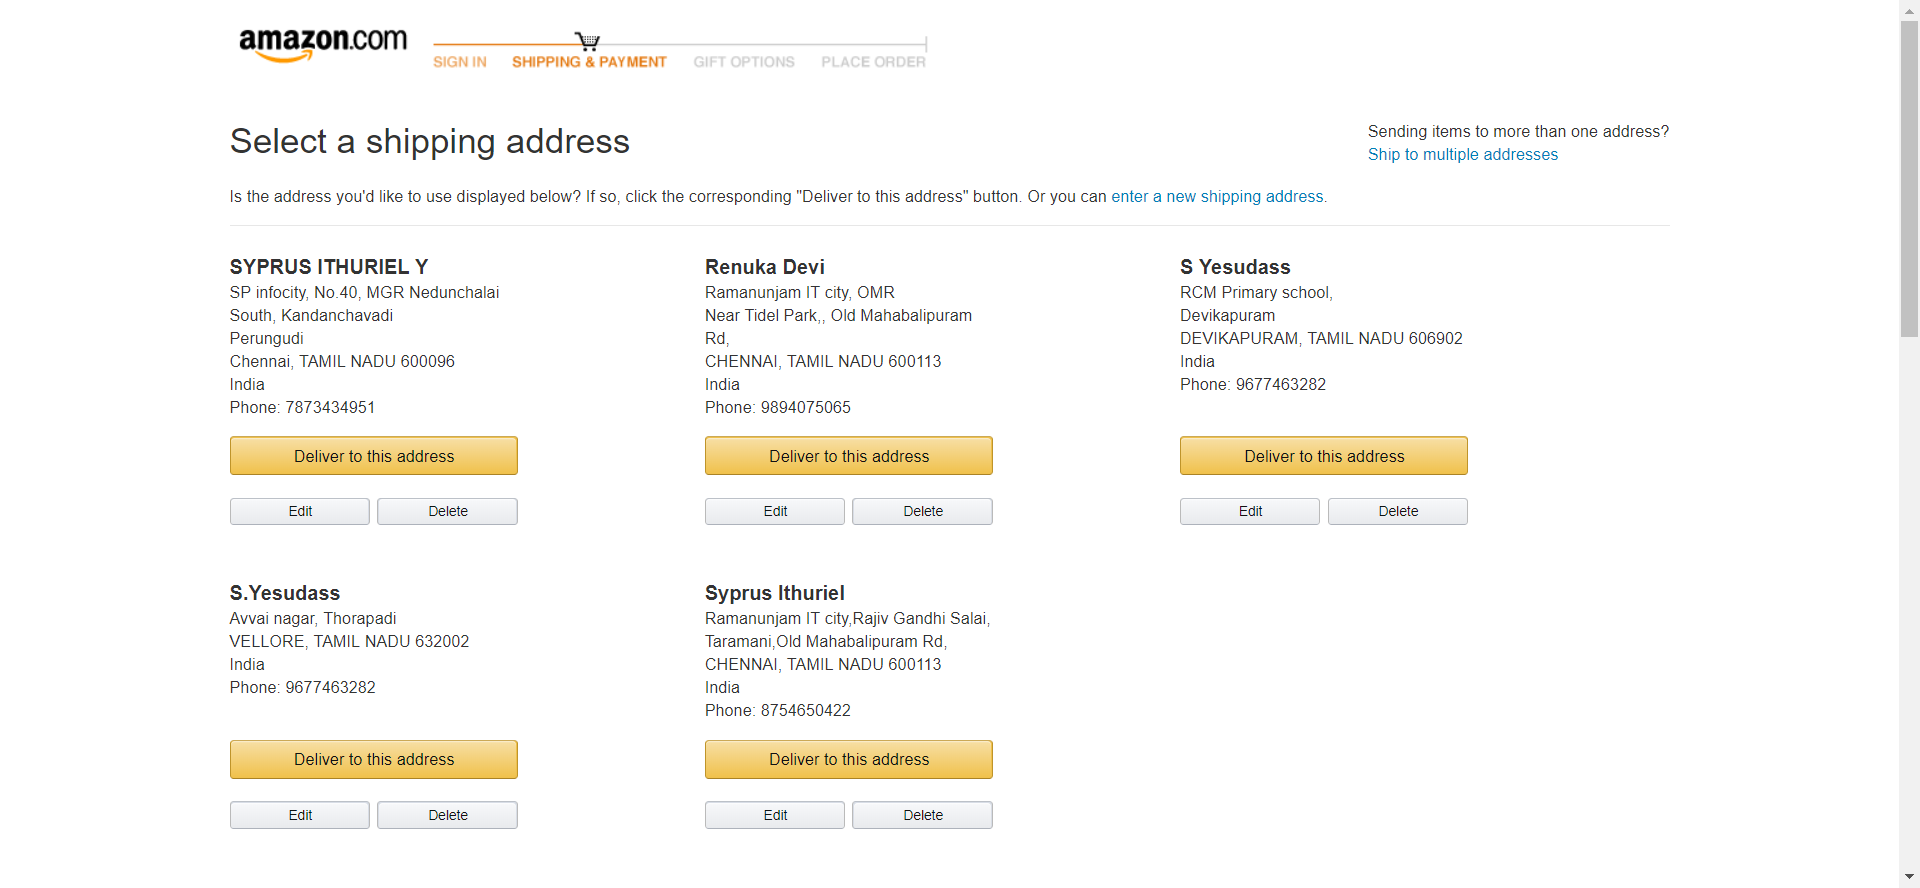 amazon.com
SIGN IN SHIPPING & PAYMENT GIFT OPTIONS PLACE ORDER
Select a shipping address
Sending items to more than one address?
Ship to multiple addresses
Is the address you'd like to use displayed below? If so, click the corresponding "Deliver to this address" button. Or you can enter a new shipping address.
SYPRUS ITHURIEL Y
SP infocity, No.40, MGR Nedunchalai
South, Kandanchavadi
Perungudi
Chennai, TAMIL NADU 600096
India
Phone: 7873434951
Deliver to this address
Edit Delete
Renuka Devi
Ramanunjam IT city, OMR
Near Tidel Park,, Old Mahabalipuram
Rd,
CHENNAI, TAMIL NADU 600113
India
Phone: 9894075065
Deliver to this address
Edit Delete
S Yesudass
RCM Primary school,
Devikapuram
DEVIKAPURAM, TAMIL NADU 606902
India
Phone: 9677463282
Deliver to this address
Edit Delete
S.Yesudass
Avvai nagar, Thorapadi
VELLORE, TAMIL NADU 632002
India
Phone: 9677463282
Deliver to this address
Edit Delete
Syprus Ithuriel
Ramanunjam IT city,Rajiv Gandhi Salai,
Taramani,Old Mahabalipuram Rd,
CHENNAI, TAMIL NADU 600113
India
Phone: 8754650422
Deliver to this address
Edit Delete